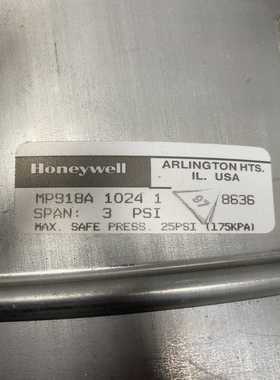 Honeywell
ARLINGTON HTS.
IL. USA
MP918A 1024 1
8636
SPAN: 3 PSI
MAX. SAFE PRESS. 25PSI (175KPA)